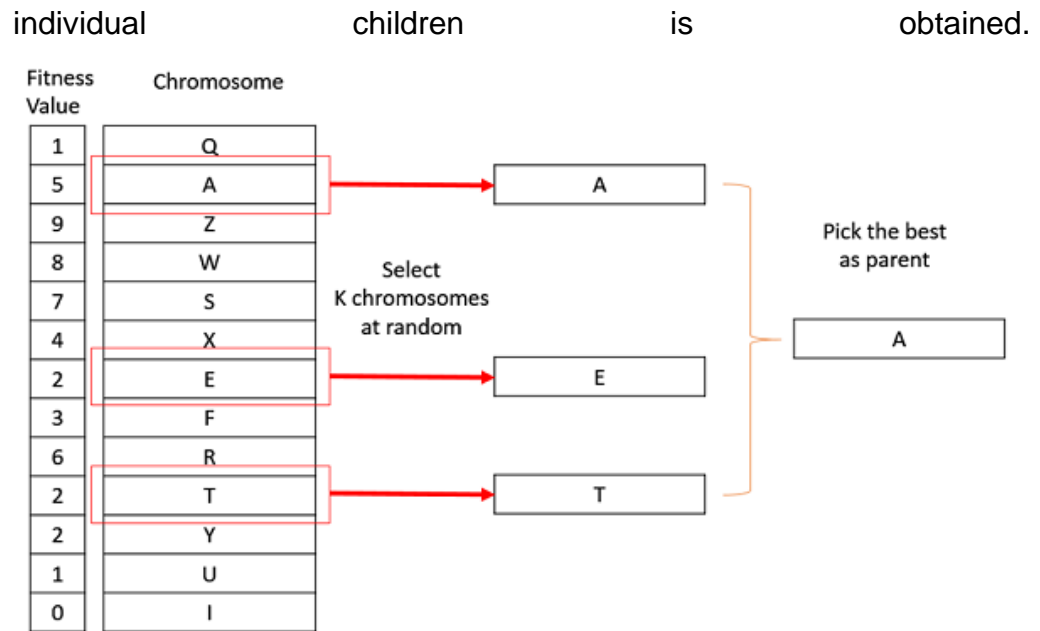 individual children is obtained.
Fitness Value
Chromosome
1 Q
5 A
9 Z
8 W
7 S
4 X
2 E
3 F
6 R
2 T
2 Y
1 U
0 I
Select
K chromosomes
at random
A
E
T
Pick the best
as parent
A